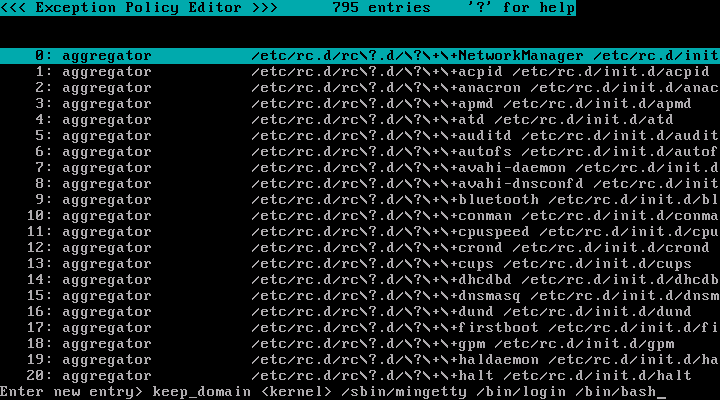 <<< Exception Policy Editor >>>      795 entries    '?' for help
0: aggregator           /etc/rc.d/rc\?.d/\?\+\+NetworkManager /etc/rc.d/init
1: aggregator           /etc/rc.d/rc\?.d/\?\+\+acpid /etc/rc.d/init.d/acpid
2: aggregator           /etc/rc.d/rc\?.d/\?\+\+anacron /etc/rc.d/init.d/anac
3: aggregator           /etc/rc.d/rc\?.d/\?\+\+apmd /etc/rc.d/init.d/apmd
4: aggregator           /etc/rc.d/rc\?.d/\?\+\+atd /etc/rc.d/init.d/atd
5: aggregator           /etc/rc.d/rc\?.d/\?\+\+auditd /etc/rc.d/init.d/audit
6: aggregator           /etc/rc.d/rc\?.d/\?\+\+autofs /etc/rc.d/init.d/autof
7: aggregator           /etc/rc.d/rc\?.d/\?\+\+avahi-daemon /etc/rc.d/init.d
8: aggregator           /etc/rc.d/rc\?.d/\?\+\+avahi-dnsconfd /etc/rc.d/init
9: aggregator           /etc/rc.d/rc\?.d/\?\+\+bluetooth /etc/rc.d/init.d/bl
10: aggregator           /etc/rc.d/rc\?.d/\?\+\+conman /etc/rc.d/init.d/conma
11: aggregator           /etc/rc.d/rc\?.d/\?\+\+cpuspeed /etc/rc.d/init.d/cpu
12: aggregator           /etc/rc.d/rc\?.d/\?\+\+crond /etc/rc.d/init.d/crond
13: aggregator           /etc/rc.d/rc\?.d/\?\+\+cups /etc/rc.d/init.d/cups
14: aggregator           /etc/rc.d/rc\?.d/\?\+\+dhcdbd /etc/rc.d/init.d/dhcdb
15: aggregator           /etc/rc.d/rc\?.d/\?\+\+dnsmasq /etc/rc.d/init.d/dnsm
16: aggregator           /etc/rc.d/rc\?.d/\?\+\+dund /etc/rc.d/init.d/dund
17: aggregator           /etc/rc.d/rc\?.d/\?\+\+firstboot /etc/rc.d/init.d/fi
18: aggregator           /etc/rc.d/rc\?.d/\?\+\+gpm /etc/rc.d/init.d/gpm
19: aggregator           /etc/rc.d/rc\?.d/\?\+\+haldaemon /etc/rc.d/init.d/ha
20: aggregator           /etc/rc.d/rc\?.d/\?\+\+halt /etc/rc.d/init.d/halt
Enter new entry> keep_domain <kernel> /sbin/mingetty /bin/login /bin/bash_